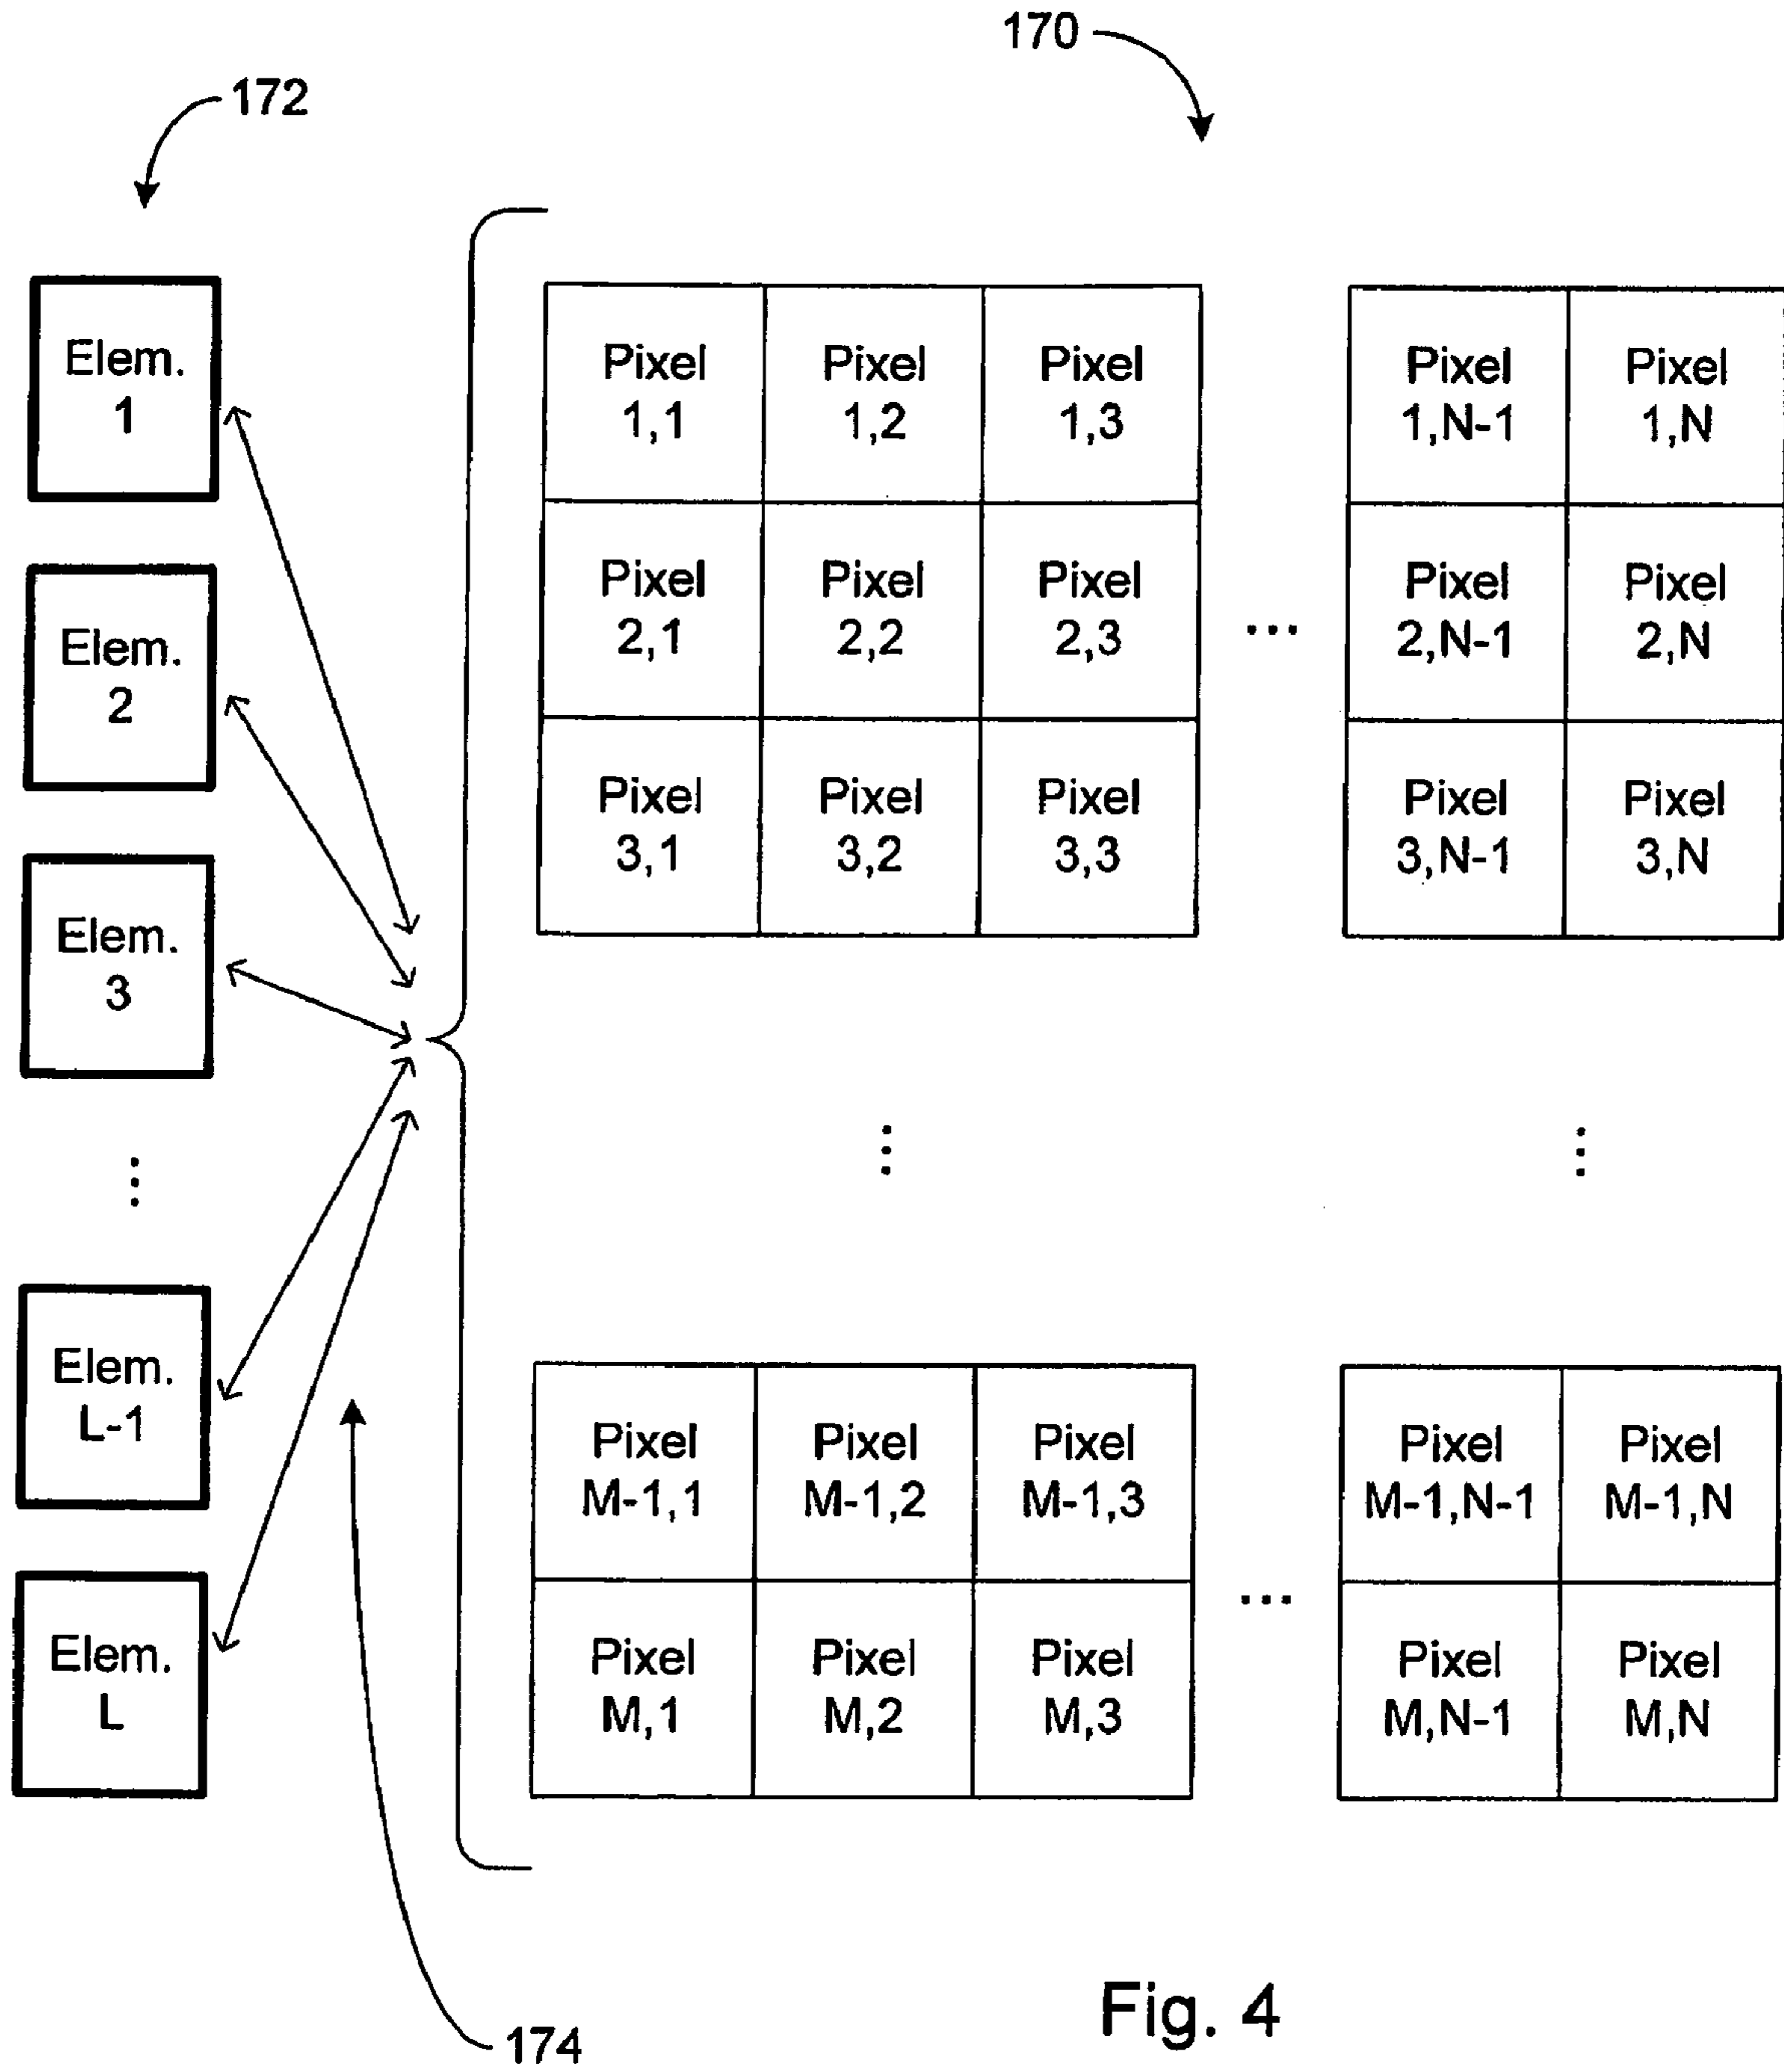 170
172
Elem.
1
Elem.
2
Elem.
3
...
Elem.
L-1
Elem.
L
Pixel
1,1
Pixel
1,2
Pixel
1,3
Pixel
1,N-1
Pixel
1,N
Pixel
2,1
Pixel
2,2
Pixel
2,3
...
Pixel
2,N-1
Pixel
2,N
Pixel
3,1
Pixel
3,2
Pixel
3,3
Pixel
3,N-1
Pixel
3,N
...
...
Pixel
M-1,1
Pixel
M-1,2
Pixel
M-1,3
Pixel
M-1,N-1
Pixel
M-1,N
...
Pixel
M,1
Pixel
M,2
Pixel
M,3
Pixel
M,N-1
Pixel
M,N
174
Fig. 4